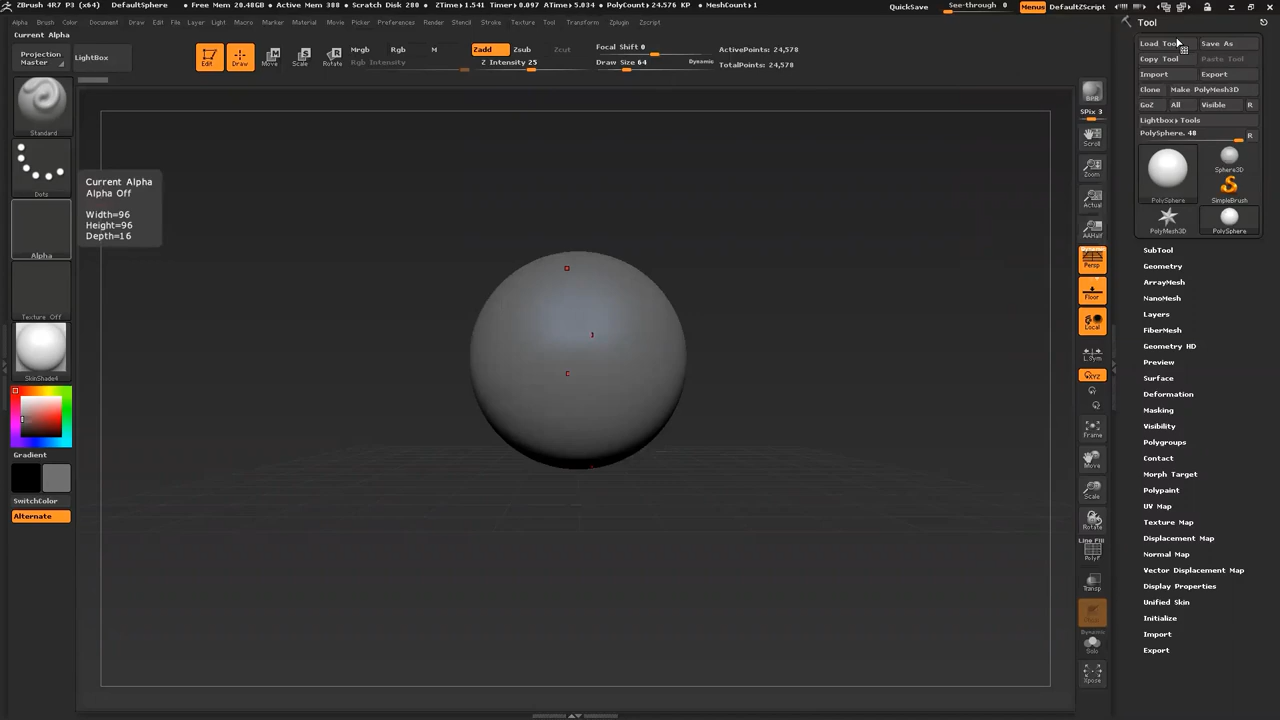 ZBrush 4R7 P3 (x64) DefaultSphere • Free Mem 20.48GB • Active Mem 388 • Scratch Disk 280 • ZTime▸1.541 Timer▸0.097 ATime▸5.034 • PolyCount▸24.576 KP • MeshCount▸1 QuickSave See-through 0 Menus DefaultZScript
Alpha Brush Color Document Draw Edit File Layer Light Macro Marker Material Movie Picker Preferences Render Stencil Stroke Texture Tool Transform Zplugin Zscript
Current Alpha
Projection Master
LightBox
Edit
Draw
Move
Scale
Rotate
Mrgb Rgb M
Rgb Intensity
Zadd Zsub Zcut
Z Intensity 25
Focal Shift 0
Draw Size 64 Dynamic
ActivePoints: 24,578
TotalPoints: 24,578
Standard
Dots
Alpha
Texture Off
SkinShade4
Gradient
SwitchColor
Alternate
Current Alpha
Alpha Off
Width=96
Height=96
Depth=16
BPR
SPix 3
Scroll
Zoom
Actual
AAHalf
Dynamic
Persp
Floor
Local
L.Sym
XYZ
Frame
Move
Scale
Rotate
Line Fill
PolyF
Transp
Dynamic
Solo
Xpose
Tool
Load Tool Save As
Copy Tool Paste Tool
Import Export
Clone Make PolyMesh3D
GoZ All Visible R
Lightbox▸Tools
PolySphere. 48 R
PolySphere
Sphere3D
SimpleBrush
PolyMesh3D
PolySphere
SubTool
Geometry
ArrayMesh
NanoMesh
Layers
FiberMesh
Geometry HD
Preview
Surface
Deformation
Masking
Visibility
Polygroups
Contact
Morph Target
Polypaint
UV Map
Texture Map
Displacement Map
Normal Map
Vector Displacement Map
Display Properties
Unified Skin
Initialize
Import
Export